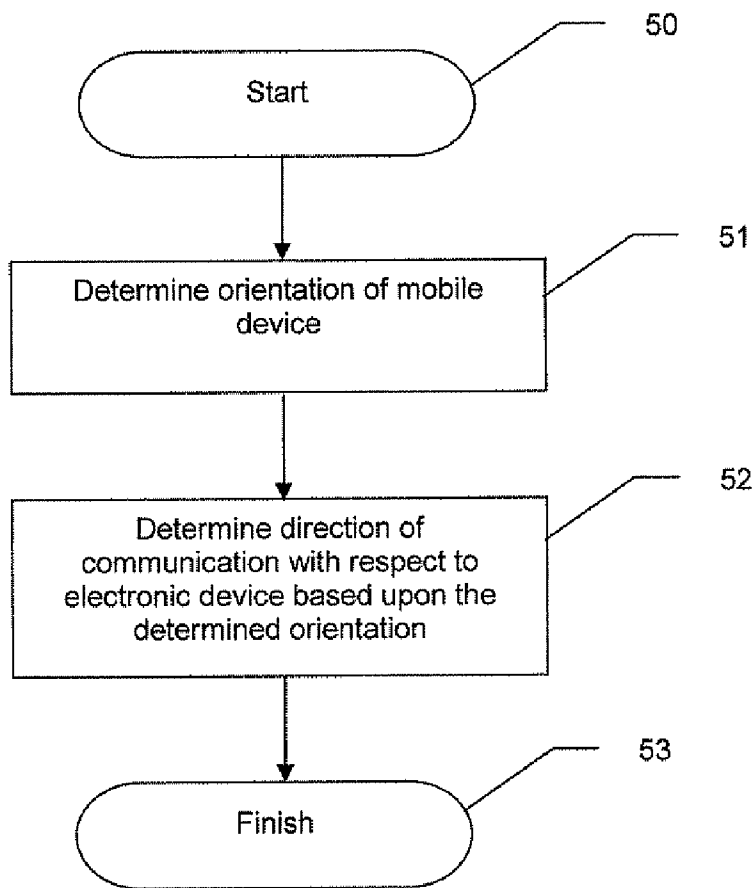 50
Start
51
Determine orientation of mobile
device
52
Determine direction of
communication with respect to
electronic device based upon the
determined orientation
53
Finish